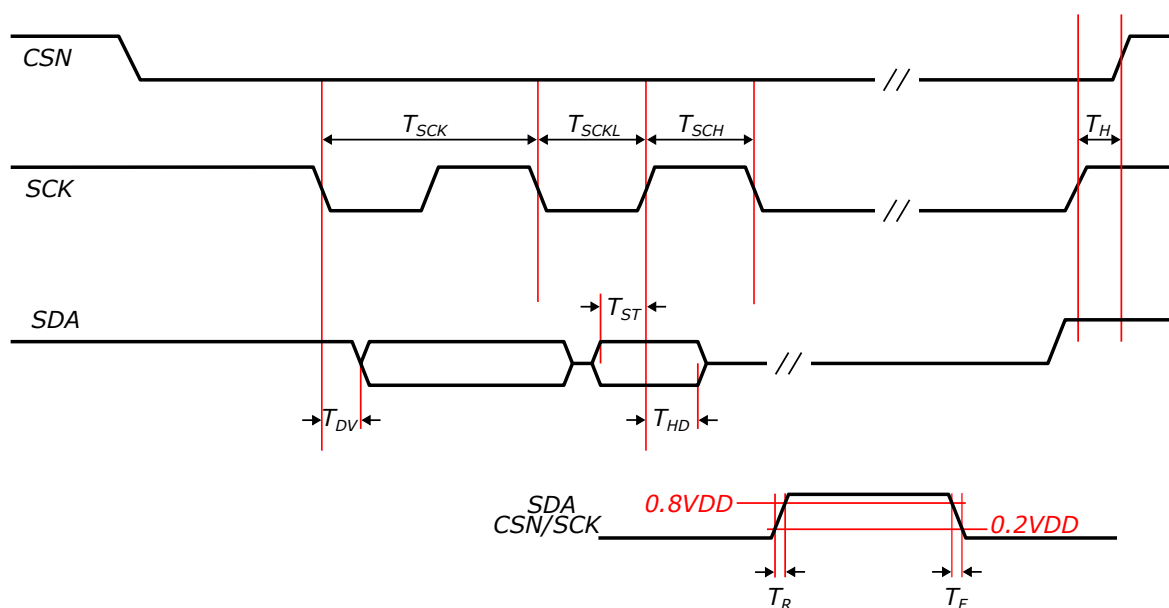 CSN
T_SCK T_SCKL T_SCH T_H
SCK
//
//
T_ST
SDA
//
T_DV T_HD
SDA
CSN/SCK
0.8VDD
0.2VDD
T_R T_F